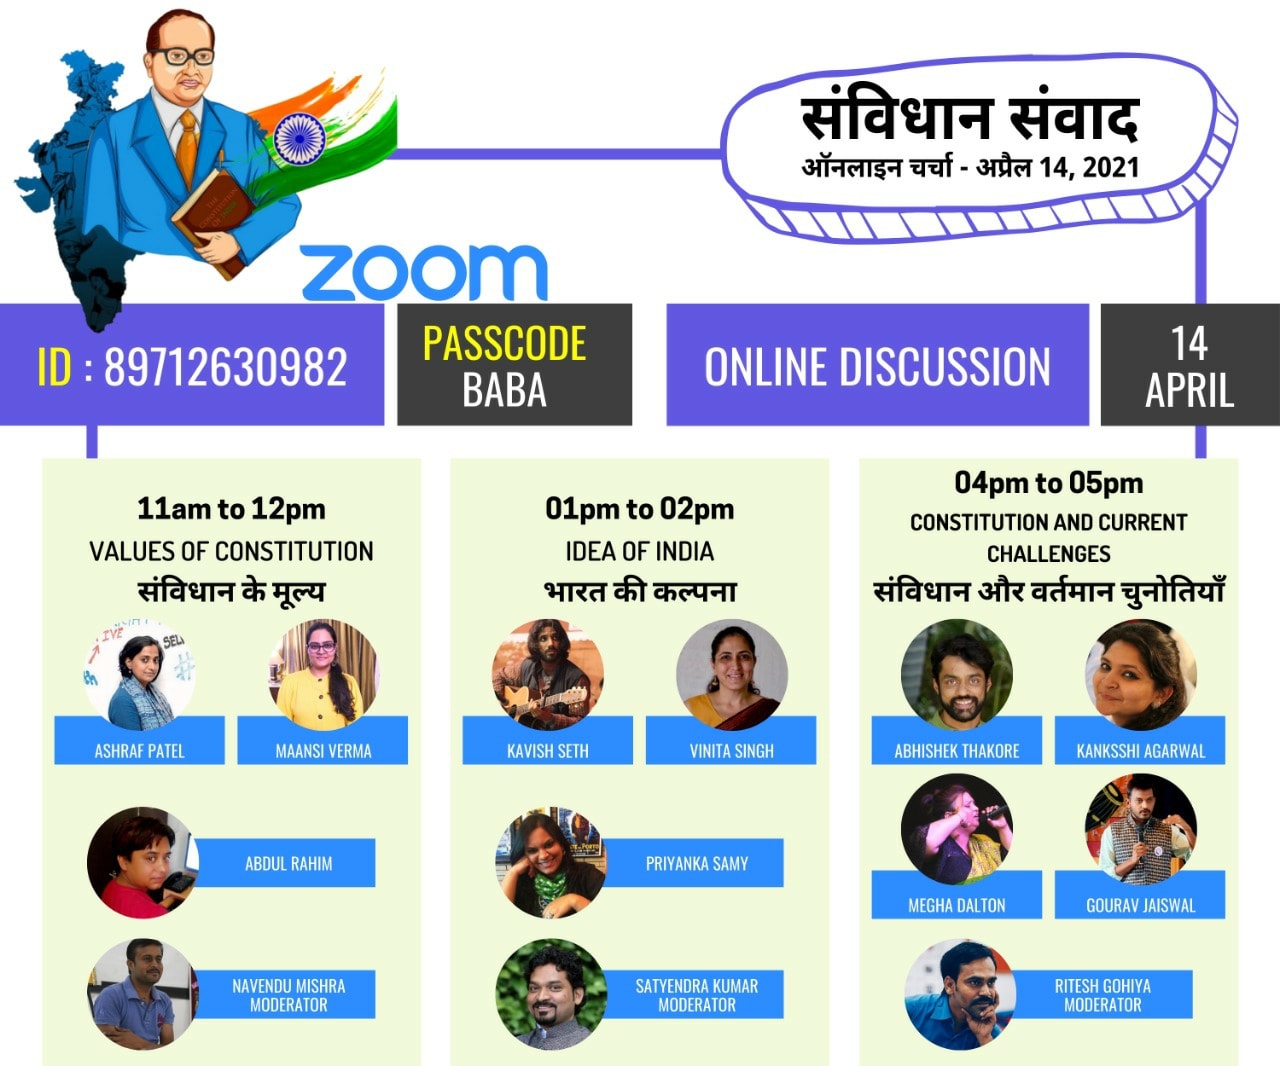 संविधान संवाद
ऑनलाइन चर्चा - अप्रैल 14, 2021
zoom
ID : 89712630982
PASSCODE
BABA
ONLINE DISCUSSION
14
APRIL
11am to 12pm
VALUES OF CONSTITUTION
संविधान के मूल्य
ASHRAF PATEL
MAANSI VERMA
ABDUL RAHIM
NAVENDU MISHRA
MODERATOR
01pm to 02pm
IDEA OF INDIA
भारत की कल्पना
KAVISH SETH
VINITA SINGH
PRIYANKA SAMY
SATYENDRA KUMAR
MODERATOR
04pm to 05pm
CONSTITUTION AND CURRENT
CHALLENGES
संविधान और वर्तमान चुनोतियाँ
ABHISHEK THAKORE
KANKSSHI AGARWAL
MEGHA DALTON
GOURAV JAISWAL
RITESH GOHIYA
MODERATOR